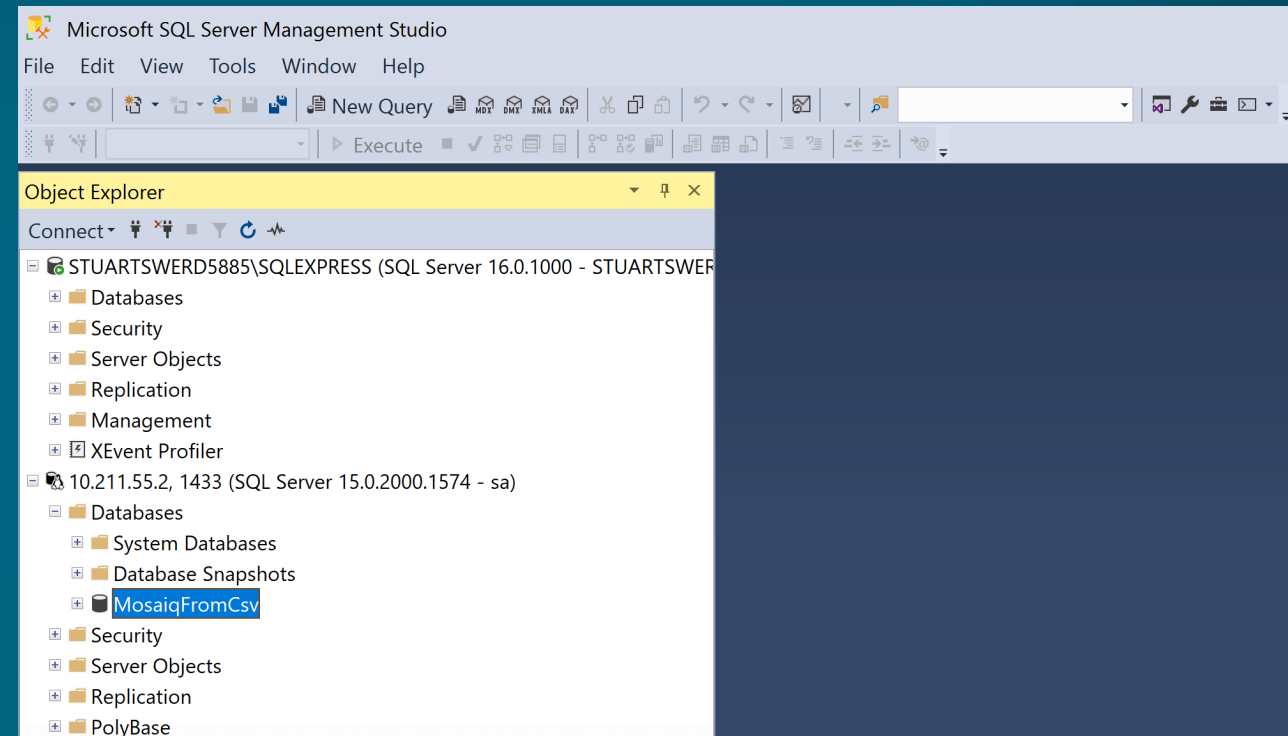 Microsoft SQL Server Management Studio
File Edit View Tools Window Help
New Query MDX DMX XMLA DAX
Execute
Object Explorer
Connect
STUARTSWERD5885\SQLEXPRESS (SQL Server 16.0.1000 - STUARTSWER
Databases
Security
Server Objects
Replication
Management
XEvent Profiler
10.211.55.2, 1433 (SQL Server 15.0.2000.1574 - sa)
Databases
System Databases
Database Snapshots
MosaiqFromCsv
Security
Server Objects
Replication
PolyBase